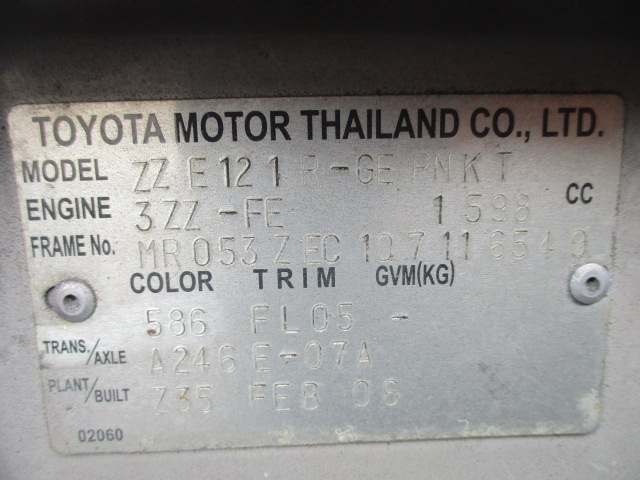 TOYOTA MOTOR THAILAND CO., LTD.
MODEL ZZE121R-GEPNKT
ENGINE 3ZZ-FE 1598 CC
FRAME No. MR053ZEC107116549
COLOR TRIM GVM(KG)
586 FL05 -
TRANS./AXLE A246E-07A
PLANT/BUILT Z35 FEB 06
02060